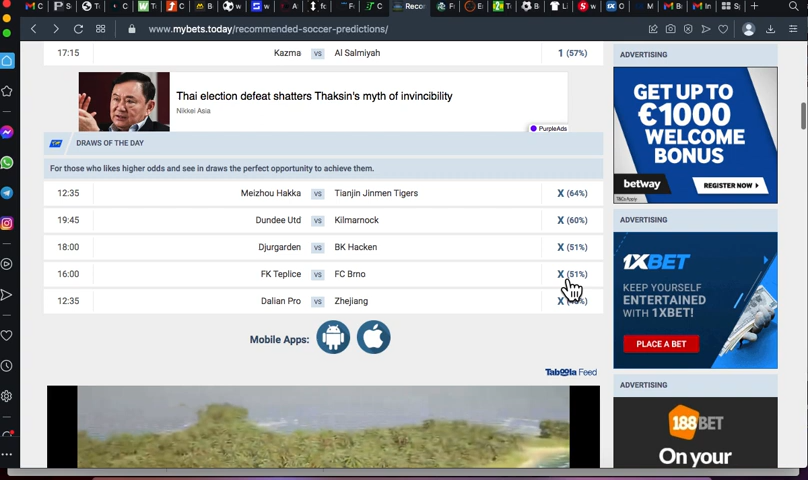 www.mybets.today/recommended-soccer-predictions/
17:15 Kazma vs Al Salmiyah 1 (57%)
Thai election defeat shatters Thaksin's myth of invincibility
Nikkei Asia
PurpleAds
DRAWS OF THE DAY
For those who likes higher odds and see in draws the perfect opportunity to achieve them.
12:35 Meizhou Hakka vs Tianjin Jinmen Tigers X (64%)
19:45 Dundee Utd vs Kilmarnock X (60%)
18:00 Djurgarden vs BK Hacken X (51%)
16:00 FK Teplice vs FC Brno X (51%)
12:35 Dalian Pro vs Zhejiang X
Mobile Apps:
Taboola Feed
ADVERTISING
GET UP TO
€1000
WELCOME
BONUS
betway REGISTER NOW
ADVERTISING
1XBET
KEEP YOURSELF
ENTERTAINED
WITH 1XBET!
PLACE A BET
ADVERTISING
188BET
On your